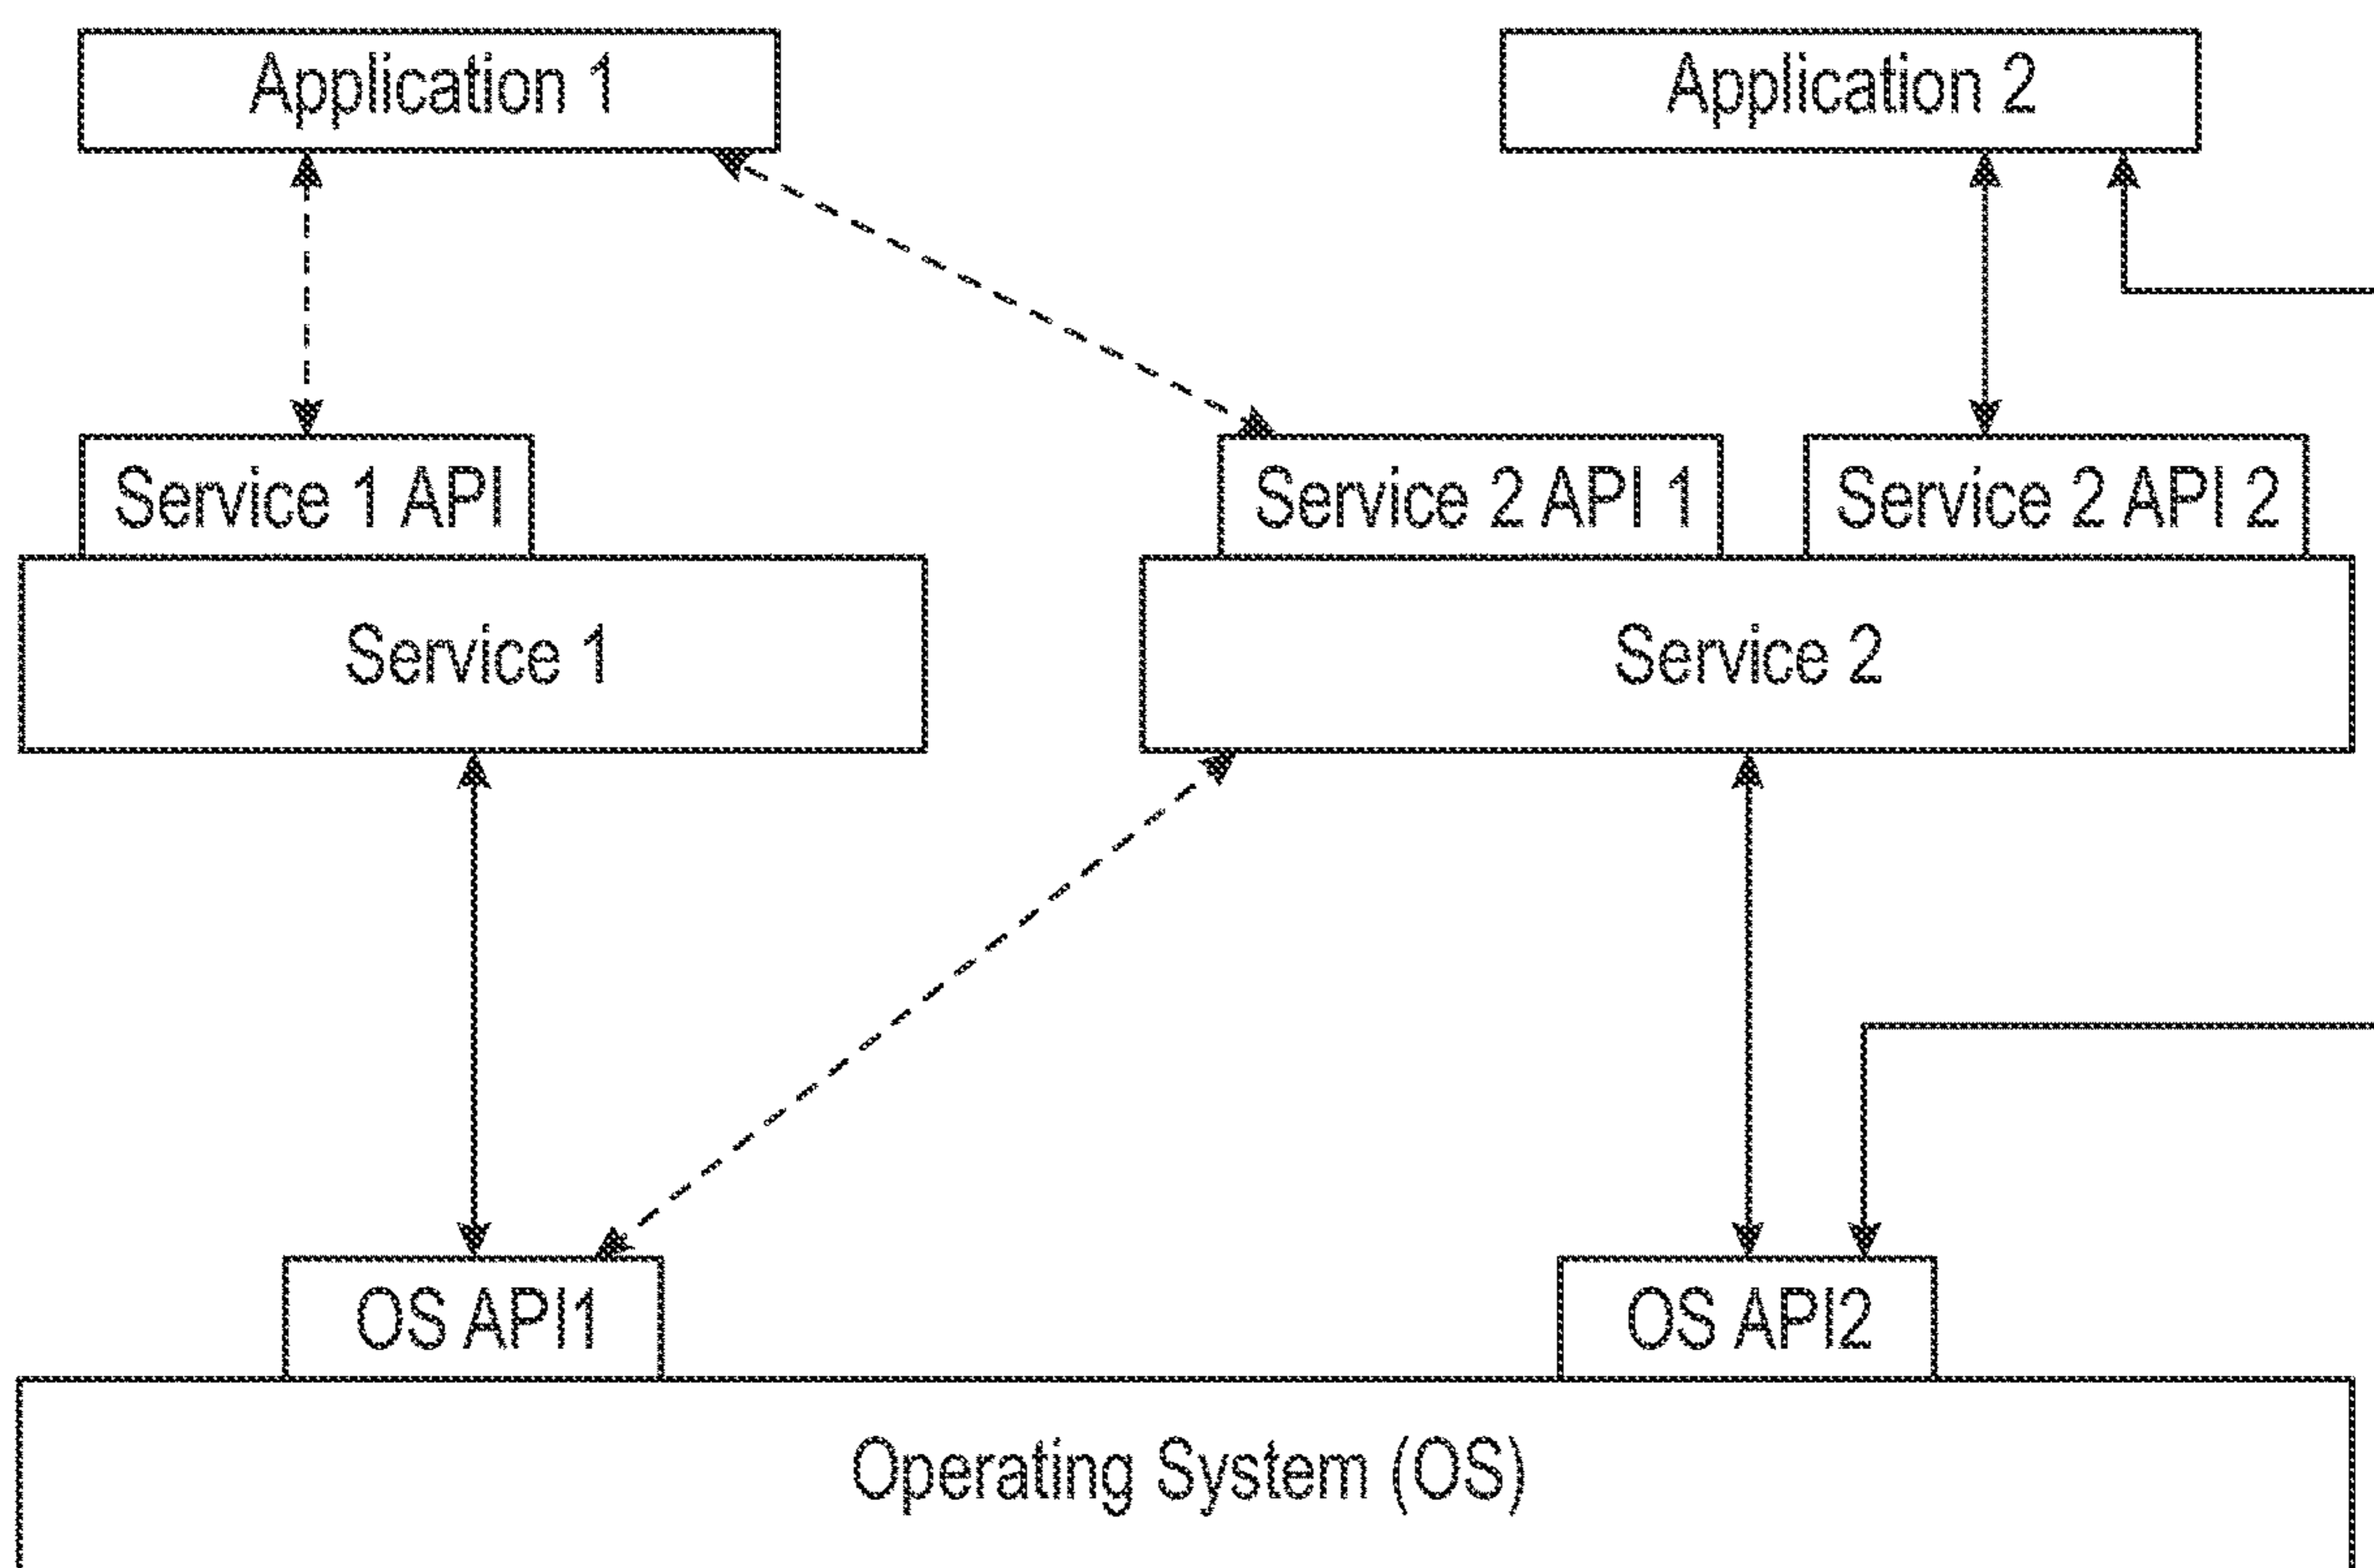 Application 1
Application 2
Service 1 API
Service 2 API 1
Service 2 API 2
Service 1
Service 2
OS API1
OS API2
Operating System (OS)